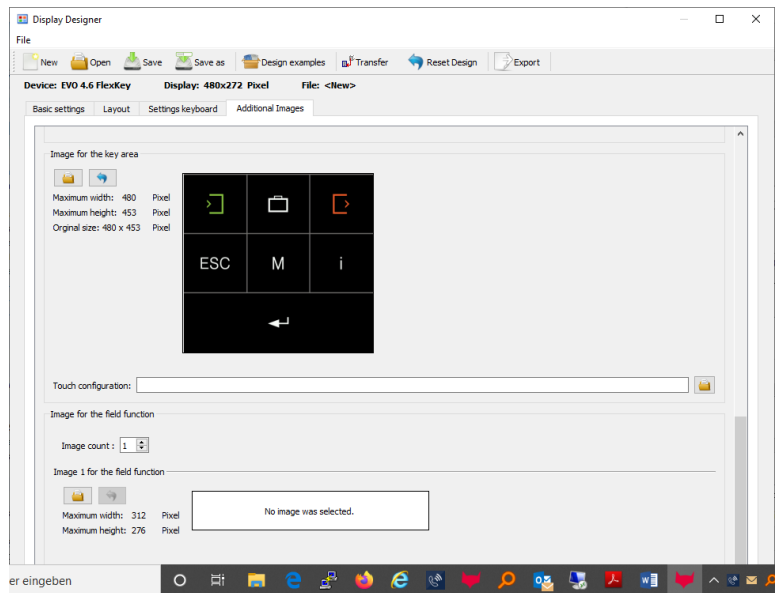 Display Designer
File
New Open Save Save as Design examples Transfer Reset Design Export
Device: EVO 4.6 FlexKey Display: 480x272 Pixel File: <New>
Basic settings Layout Settings keyboard Additional Images
Image for the key area
Maximum width: 480 Pixel
Maximum height: 453 Pixel
Orginal size: 480 x 453 Pixel
ESC M i
Touch configuration:
Image for the field function
Image count : 1
Image 1 for the field function
No image was selected.
Maximum width: 312 Pixel
Maximum height: 276 Pixel
er eingeben